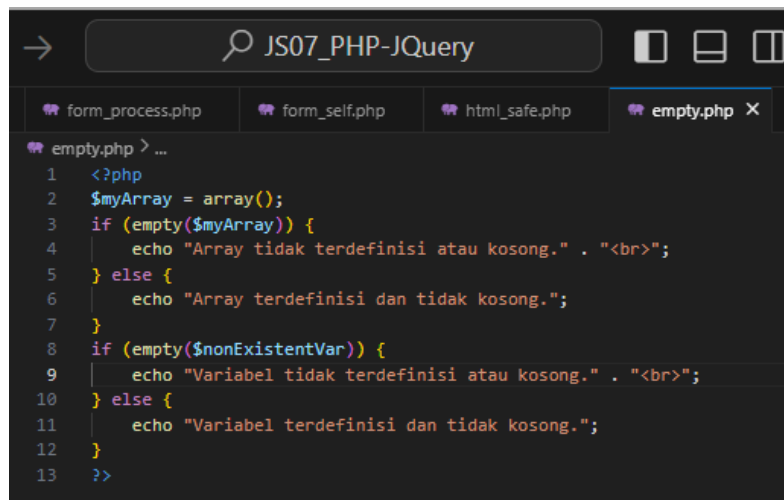 JS07_PHP-JQuery
form_process.php form_self.php html_safe.php empty.php
empty.php > ...
1 <?php
2 $myArray = array();
3 if (empty($myArray)) {
4     echo "Array tidak terdefinisi atau kosong." . "<br>";
5 } else {
6     echo "Array terdefinisi dan tidak kosong.";
7 }
8 if (empty($nonExistentVar)) {
9     echo "Variabel tidak terdefinisi atau kosong." . "<br>";
10 } else {
11     echo "Variabel terdefinisi dan tidak kosong.";
12 }
13 ?>